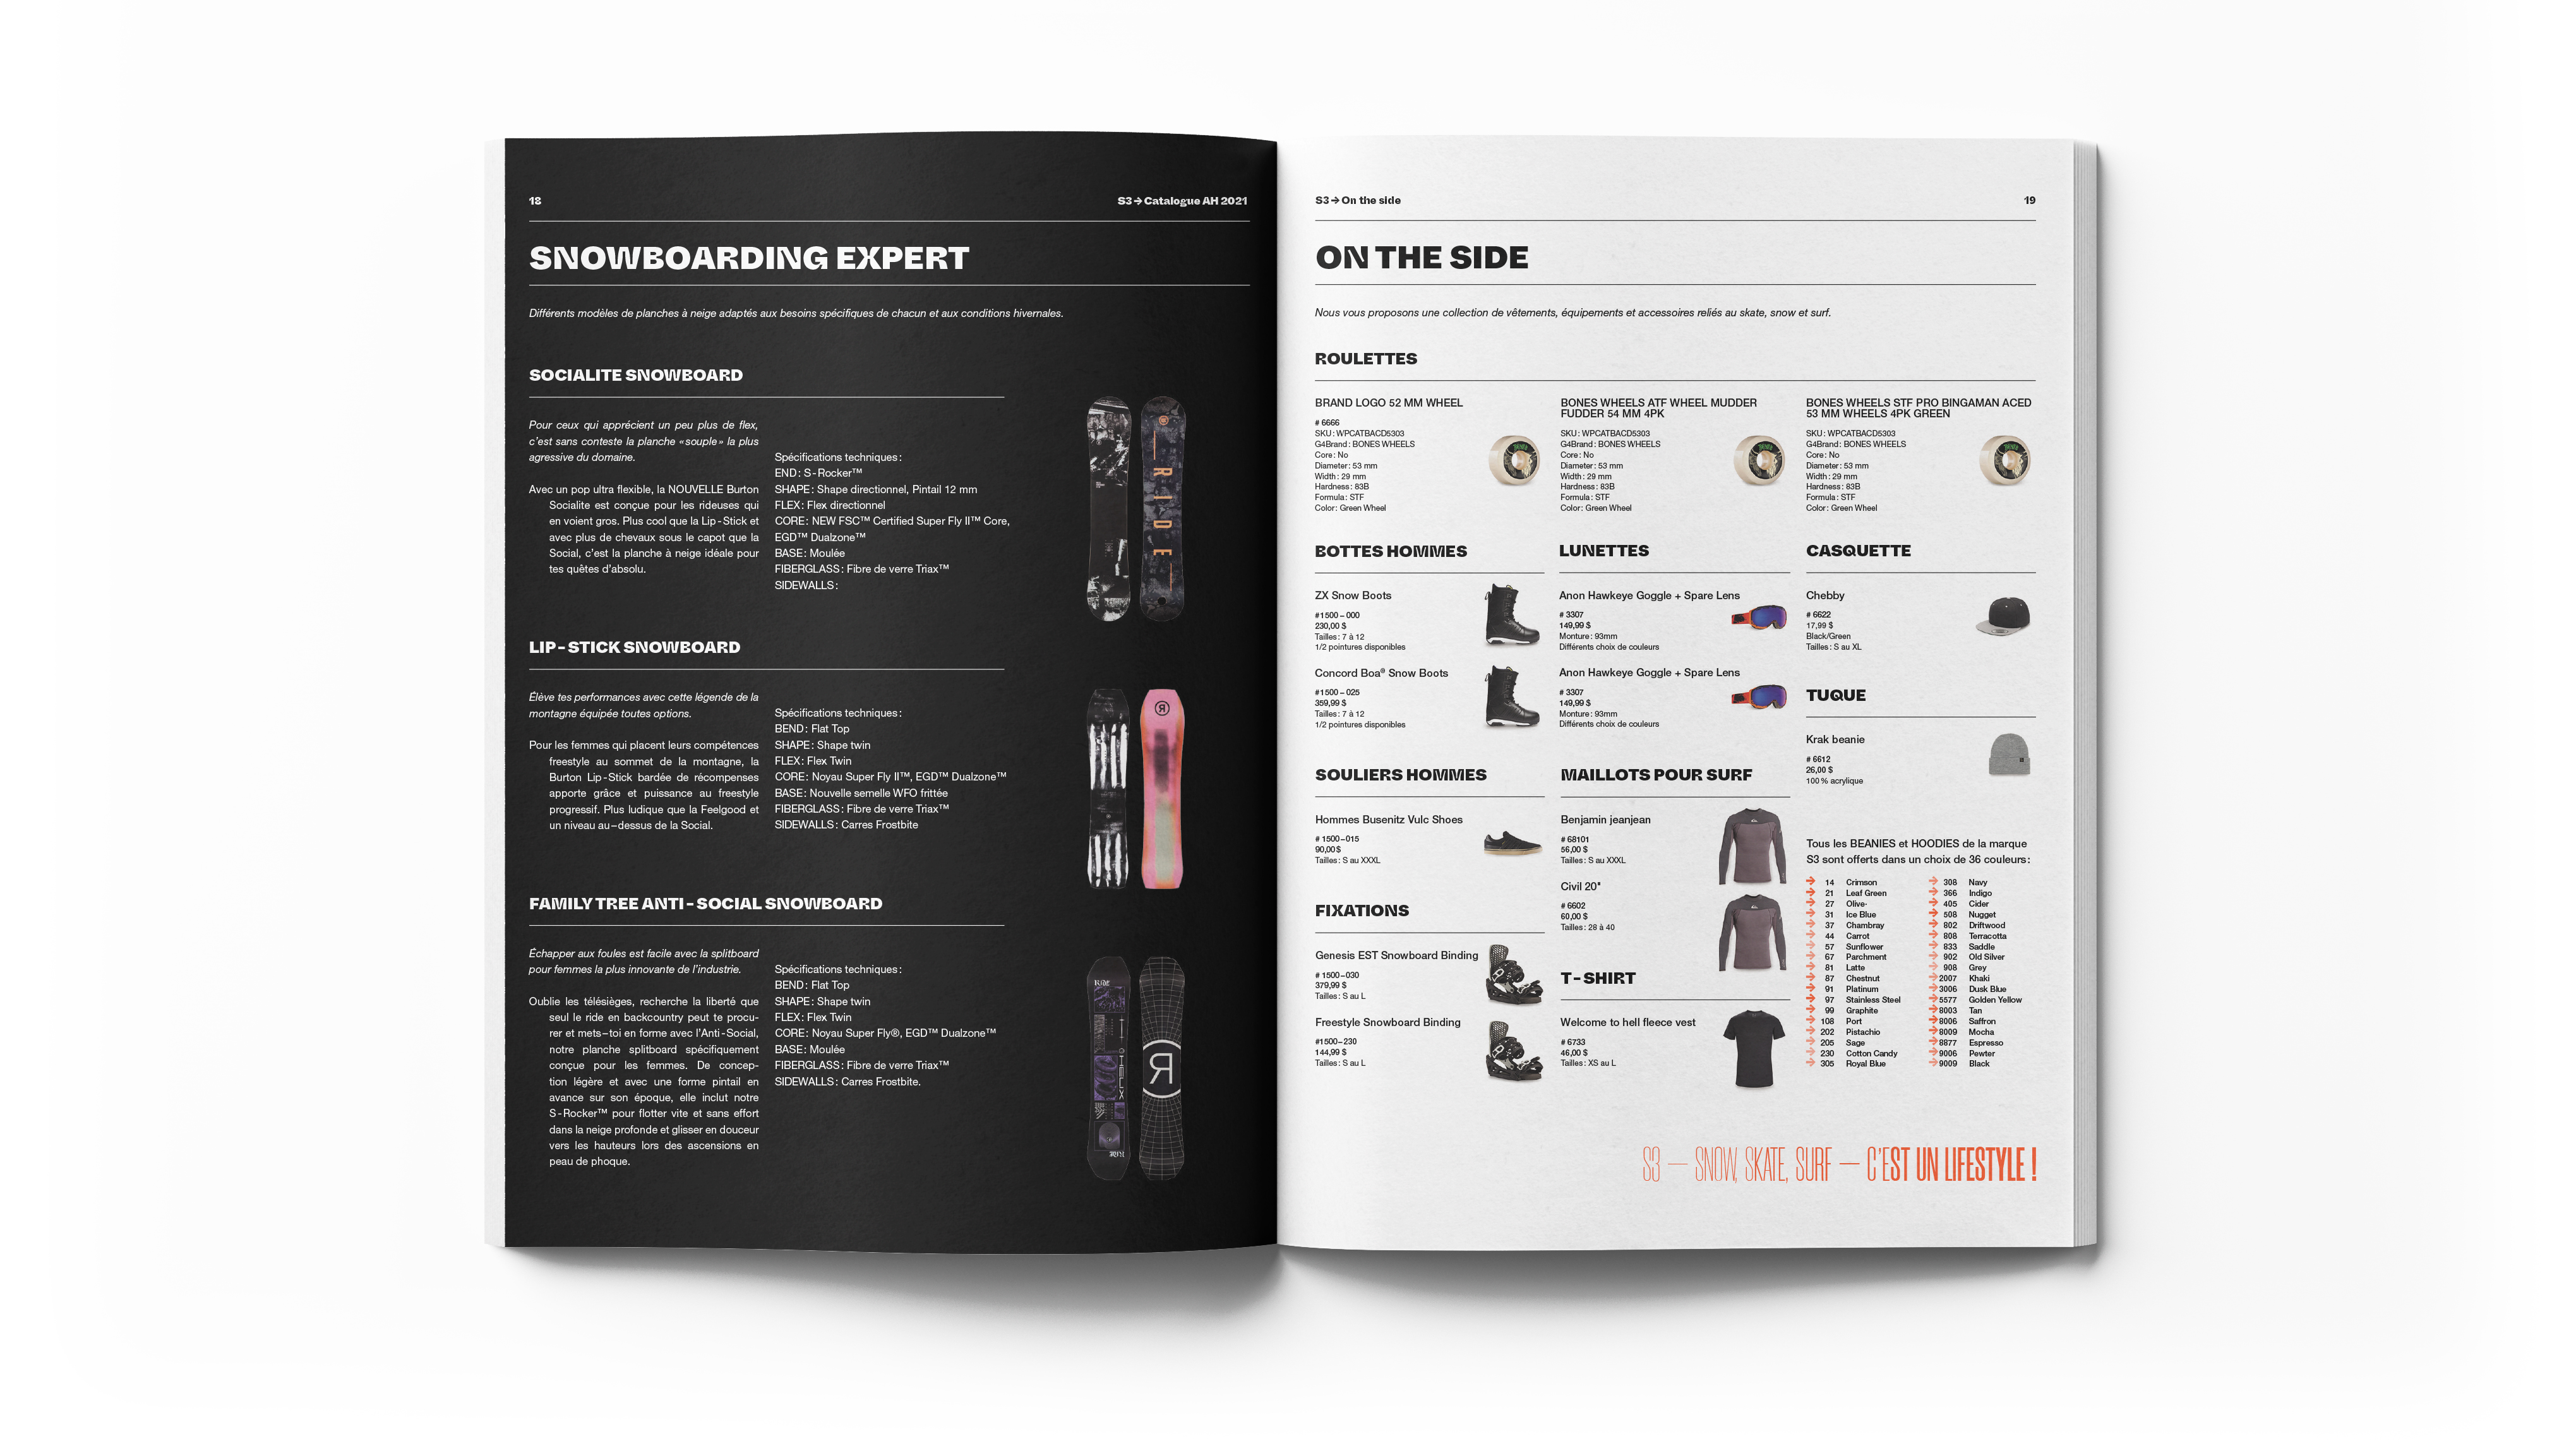 18
S3→Catalogue AH 2021
SNOWBOARDING EXPERT
Différents modèles de planches à neige adaptés aux besoins spécifiques de chacun et aux conditions hivernales.
SOCIALITE SNOWBOARD
Pour ceux qui apprécient un peu plus de flex,
c'est sans conteste la planche «souple» la plus
agressive du domaine.
Avec un pop ultra flexible, la NOUVELLE Burton
Socialite est conçue pour les rideuses qui
en voient gros. Plus cool que la Lip-Stick et
avec plus de chevaux sous le capot que la
Social, c'est la planche à neige idéale pour
tes quêtes d'absolu.
Spécifications techniques :
END : S-Rocker™
SHAPE : Shape directionnel, Pintail 12 mm
FLEX : Flex directionnel
CORE : NEW FSC™ Certified Super Fly II™ Core,
EGD™ Dualzone™
BASE : Moulée
FIBERGLASS : Fibre de verre Triax™
SIDEWALLS :
RIDE
LIP-STICK SNOWBOARD
Élève tes performances avec cette légende de la
montagne équipée toutes options.
Pour les femmes qui placent leurs compétences
freestyle au sommet de la montagne, la
Burton Lip-Stick bardée de récompenses
apporte grâce et puissance au freestyle
progressif. Plus ludique que la Feelgood et
un niveau au-dessus de la Social.
Spécifications techniques :
BEND : Flat Top
SHAPE : Shape twin
FLEX : Flex Twin
CORE : Noyau Super Fly II™, EGD™ Dualzone™
BASE : Nouvelle semelle WFO frittée
FIBERGLASS : Fibre de verre Triax™
SIDEWALLS : Carres Frostbite
FAMILY TREE ANTI-SOCIAL SNOWBOARD
Échapper aux foules est facile avec la splitboard
pour femmes la plus innovante de l'industrie.
Oublie les télésièges, recherche la liberté que
seul le ride en backcountry peut te procu-
rer et mets-toi en forme avec l'Anti-Social,
notre planche splitboard spécifiquement
conçue pour les femmes. De concep-
tion légère et avec une forme pintail en
avance sur son époque, elle inclut notre
S-Rocker™ pour flotter vite et sans effort
dans la neige profonde et glisser en douceur
vers les hauteurs lors des ascensions en
peau de phoque.
Spécifications techniques :
BEND : Flat Top
SHAPE : Shape twin
FLEX : Flex Twin
CORE : Noyau Super Fly®, EGD™ Dualzone™
BASE : Moulée
FIBERGLASS : Fibre de verre Triax™
SIDEWALLS : Carres Frostbite.
S3→On the side
19
ON THE SIDE
Nous vous proposons une collection de vêtements, équipements et accessoires reliés au skate, snow et surf.
ROULETTES
BRAND LOGO 52 MM WHEEL
# 6666
SKU : WPCATBACD5303
G4Brand : BONES WHEELS
Core : No
Diameter : 53 mm
Width : 29 mm
Hardness : 83B
Formula : STF
Color : Green Wheel
BONES WHEELS ATF WHEEL MUDDER
FUDDER 54 MM 4PK
SKU : WPCATBACD5303
G4Brand : BONES WHEELS
Core : No
Diameter : 53 mm
Width : 29 mm
Hardness : 83B
Formula : STF
Color : Green Wheel
BONES WHEELS STF PRO BINGAMAN ACED
53 MM WHEELS 4PK GREEN
SKU : WPCATBACD5303
G4Brand : BONES WHEELS
Core : No
Diameter : 53 mm
Width : 29 mm
Hardness : 83B
Formula : STF
Color : Green Wheel
BOTTES HOMMES
ZX Snow Boots
#1500 – 000
230,00 $
Tailles : 7 à 12
1/2 pointures disponibles
Concord Boa® Snow Boots
#1500 – 025
359,99 $
Tailles : 7 à 12
1/2 pointures disponibles
SOULIERS HOMMES
Hommes Busenitz Vulc Shoes
# 1500–015
90,00$
Tailles : S au XXXL
FIXATIONS
Genesis EST Snowboard Binding
# 1500–030
379,99 $
Tailles : S au L
Freestyle Snowboard Binding
#1500–230
144,99 $
Tailles : S au L
LUNETTES
Anon Hawkeye Goggle + Spare Lens
# 3307
149,99 $
Monture : 93mm
Différents choix de couleurs
Anon Hawkeye Goggle + Spare Lens
# 3307
149,99 $
Monture : 93mm
Différents choix de couleurs
MAILLOTS POUR SURF
Benjamin jeanjean
# 68101
56,00 $
Tailles : S au XXXL
Civil 20"
# 6602
60,00 $
Tailles : 28 à 40
T-SHIRT
Welcome to hell fleece vest
# 6733
46,00 $
Tailles : XS au L
CASQUETTE
Chebby
# 6622
17,99 $
Black/Green
Tailles : S au XL
TUQUE
Krak beanie
# 6612
26,00 $
100 % acrylique
Tous les BEANIES et HOODIES de la marque
S3 sont offerts dans un choix de 36 couleurs :
→ 14 Crimson
→ 21 Leaf Green
→ 27 Olive-
→ 31 Ice Blue
→ 37 Chambray
→ 44 Carrot
→ 57 Sunflower
→ 67 Parchment
→ 81 Latte
→ 87 Chestnut
→ 91 Platinum
→ 97 Stainless Steel
→ 99 Graphite
→ 108 Port
→ 202 Pistachio
→ 205 Sage
→ 230 Cotton Candy
→ 305 Royal Blue
→ 308 Navy
→ 366 Indigo
→ 405 Cider
→ 508 Nugget
→ 802 Driftwood
→ 808 Terracotta
→ 833 Saddle
→ 902 Old Silver
→ 908 Grey
→2007 Khaki
→3006 Dusk Blue
→5577 Golden Yellow
→8003 Tan
→8006 Saffron
→8009 Mocha
→8877 Espresso
→9006 Pewter
→9009 Black
S3 — SNOW, SKATE, SURF — C'EST UN LIFESTYLE !